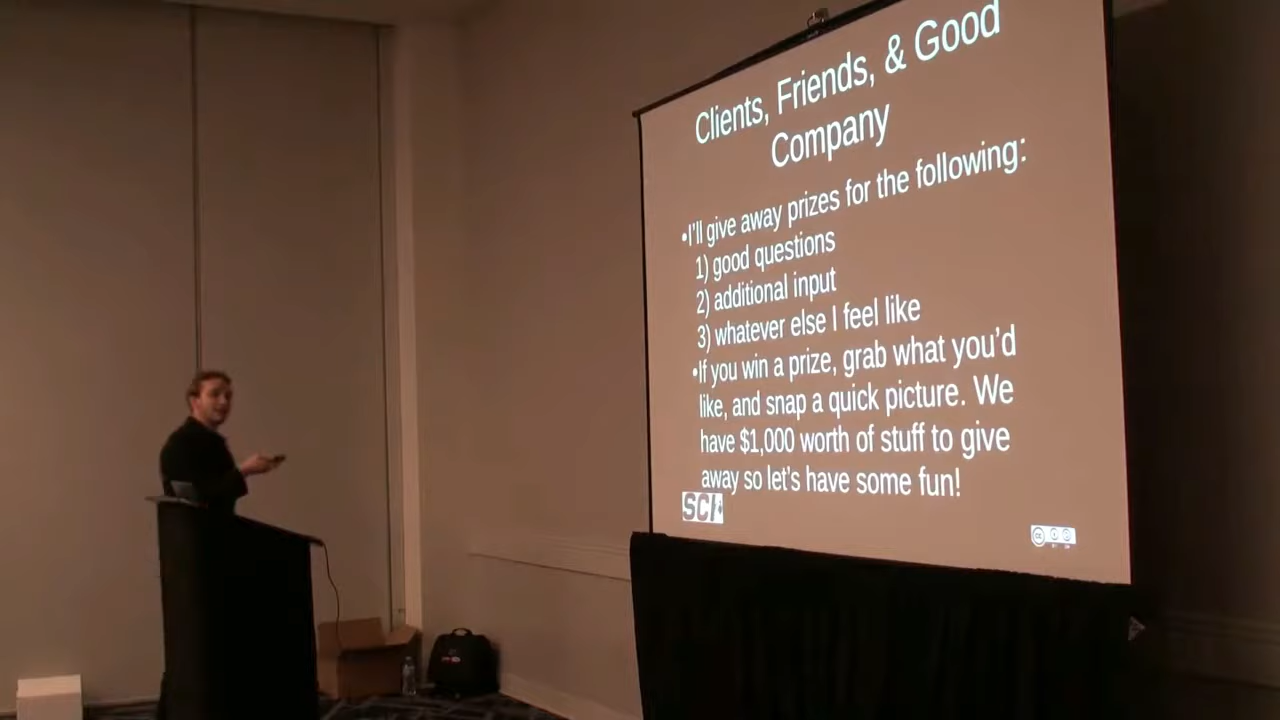 Clients, Friends, & Good
Company
•I'll give away prizes for the following:
1) good questions
2) additional input
3) whatever else I feel like
•If you win a prize, grab what you’d
like, and snap a quick picture. We
have $1,000 worth of stuff to give
away so let's have some fun!
SCI
cc